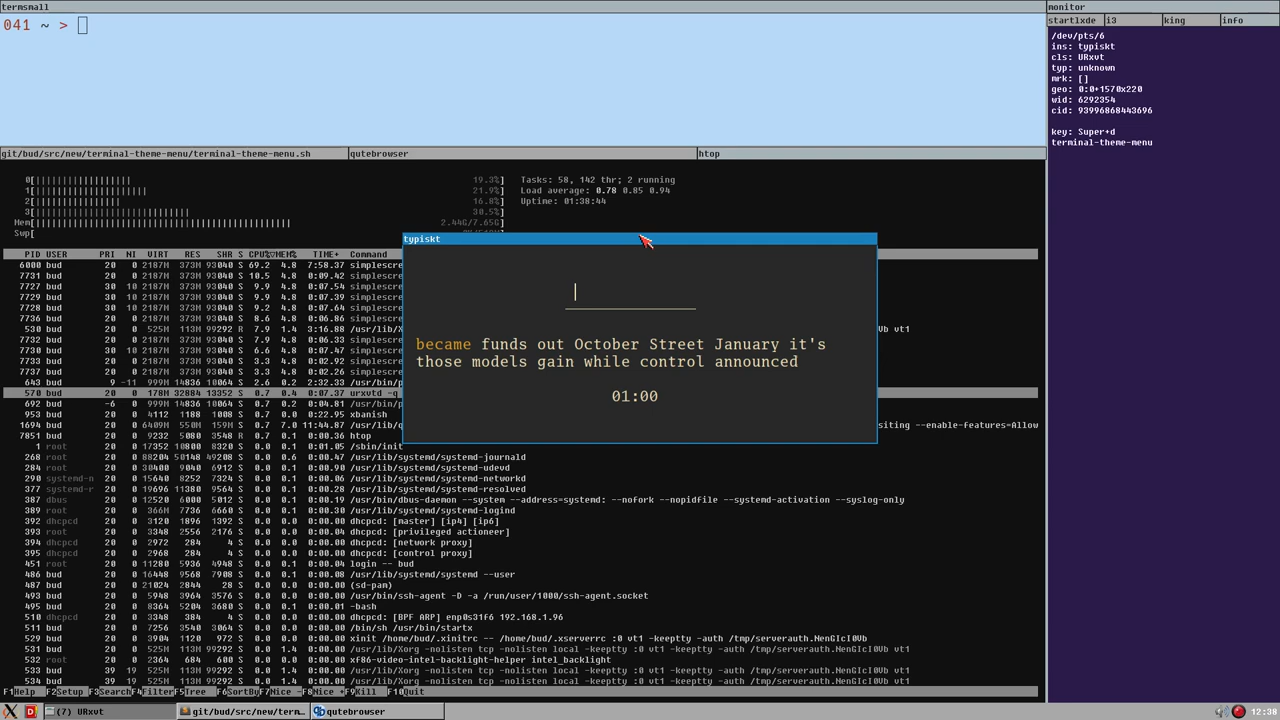 termsmall
041 ~ >
monitor
startlxde i3 king info
/dev/pts/6
ins: typiskt
cls: URxvt
typ: unknown
mrk: []
geo: 0:0+1570x220
wid: 6292354
cid: 93996868443696
key: Super+d
terminal-theme-menu
git/bud/src/new/terminal-theme-menu/terminal-theme-menu.sh qutebrowser htop
0[|||||||||||||||||| 19.3%] Tasks: 58, 142 thr; 2 running
1[||||||||||||||||||||| 21.9%] Load average: 0.78 0.85 0.94
2[|||||||||||||||| 16.8%] Uptime: 01:38:44
3[|||||||||||||||||||||||||||||| 30.5%]
Mem[|||||||||||||||||||||||||||||||||||||||||||||||||| 2.44G/7.65G]
Swp[
typiskt
became funds out October Street January it's
those models gain while control announced
01:00
PID USER PRI NI VIRT RES SHR S CPU%▽MEM% TIME+ Command
6000 bud 20 0 2187M 373M 93040 S 69.2 4.8 7:58.37 simplescre
7731 bud 20 0 2187M 373M 93040 S 10.5 4.8 0:09.42 simplescre
7727 bud 30 10 2187M 373M 93040 S 9.9 4.8 0:07.54 simplescre
7729 bud 30 10 2187M 373M 93040 S 9.9 4.8 0:07.39 simplescre
7728 bud 30 10 2187M 373M 93040 S 9.2 4.8 0:07.64 simplescre
7736 bud 20 0 2187M 373M 93040 S 8.6 4.8 0:06.86 simplescre
530 bud 20 0 525M 113M 99292 R 7.9 1.4 3:16.88 /usr/lib/X 0Vb vt1
7732 bud 20 0 2187M 373M 93040 S 7.9 4.8 0:06.33 simplescre
7730 bud 30 10 2187M 373M 93040 S 6.6 4.8 0:07.47 simplescre
7733 bud 20 0 2187M 373M 93040 S 3.3 4.8 0:02.92 simplescre
7737 bud 20 0 2187M 373M 93040 S 3.3 4.8 0:02.26 simplescre
643 bud 9 -11 999M 14836 8304 S 2.6 0.2 2:32.33 /usr/bin/p
570 bud 20 0 178M 32884 13352 S 0.7 0.4 0:07.37 urxvtd -q
692 bud -6 0 999M 14836 8304 S 0.7 0.2 0:04.81 /usr/bin/p
953 bud 20 0 4112 1188 1008 S 0.7 0.0 0:22.95 xbanish
1694 bud 20 0 6409M 550M 159M S 0.7 7.0 11:44.87 /usr/lib/q siting --enable-features=Allow
7851 bud 20 0 9232 5080 3548 R 0.7 0.1 0:00.36 htop
1 root 20 0 17352 10800 8320 S 0.0 0.1 0:01.05 /sbin/init
268 root 20 0 88204 50148 49208 S 0.0 0.6 0:00.47 /usr/lib/systemd/systemd-journald
284 root 20 0 30400 9040 6296 S 0.0 0.1 0:00.90 /usr/lib/systemd/systemd-udevd
290 systemd-n 20 0 15640 8352 7324 S 0.0 0.1 0:00.26 /usr/lib/systemd/systemd-networkd
377 systemd-r 20 0 19696 11380 9564 S 0.0 0.1 0:00.28 /usr/lib/systemd/systemd-resolved
387 dbus 20 0 12520 6000 5012 S 0.0 0.1 0:00.19 /usr/bin/dbus-daemon --system --address=systemd: --nofork --nopidfile --systemd-activation --syslog-only
389 root 20 0 366M 7736 6660 S 0.0 0.1 0:00.30 /usr/lib/systemd/systemd-logind
392 dhcpcd 20 0 3120 1896 1392 S 0.0 0.0 0:00.00 dhcpcd: [master] [ip4] [ip6]
393 root 20 0 3348 2556 2176 S 0.0 0.0 0:00.00 dhcpcd: [privileged actioneer]
394 dhcpcd 20 0 2972 284 4 S 0.0 0.0 0:00.00 dhcpcd: [network proxy]
395 dhcpcd 20 0 2968 284 4 S 0.0 0.0 0:00.00 dhcpcd: [control proxy]
451 root 20 0 11280 5936 4948 S 0.0 0.1 0:00.04 login -- bud
486 bud 20 0 16448 9568 7908 S 0.0 0.1 0:00.08 /usr/lib/systemd/systemd --user
487 bud 20 0 21024 2844 28 S 0.0 0.0 0:00.00 (sd-pam)
493 bud 20 0 5948 3964 3576 S 0.0 0.0 0:00.00 /usr/bin/ssh-agent -D -a /run/user/1000/ssh-agent.socket
495 bud 20 0 8364 5204 3680 S 0.0 0.1 0:00.01 -bash
510 dhcpcd 20 0 3348 384 4 S 0.0 0.0 0:00.00 dhcpcd: [BPF ARP] enp0s31f6 192.168.1.96
511 bud 20 0 7256 3540 3064 S 0.0 0.0 0:00.00 /bin/sh /usr/bin/startx
529 bud 20 0 3904 1120 972 S 0.0 0.0 0:00.00 xinit /home/bud/.xinitrc -- /home/bud/.xserverrc :0 vt1 -keeptty -auth /tmp/serverauth.NenGIcI0Vb
531 bud 20 0 525M 113M 99292 S 0.0 1.4 0:00.00 /usr/lib/Xorg -nolisten tcp -nolisten local -keeptty :0 vt1 -keeptty -auth /tmp/serverauth.NenGIcI0Vb vt1
532 root 20 0 2364 684 600 S 0.0 0.0 0:00.00 xf86-video-intel-backlight-helper intel_backlight
533 bud 39 19 525M 113M 99292 S 0.0 1.4 0:00.00 /usr/lib/Xorg -nolisten tcp -nolisten local -keeptty :0 vt1 -keeptty -auth /tmp/serverauth.NenGIcI0Vb vt1
534 bud 39 19 525M 113M 99292 S 0.0 1.4 0:00.00 /usr/lib/Xorg -nolisten tcp -nolisten local -keeptty :0 vt1 -keeptty -auth /tmp/serverauth.NenGIcI0Vb vt1
F1Help F2Setup F3SearchF4FilterF5Tree F6SortByF7Nice -F8Nice +F9Kill F10Quit
(7) URxvt git/bud/src/new/term... qutebrowser 12:38